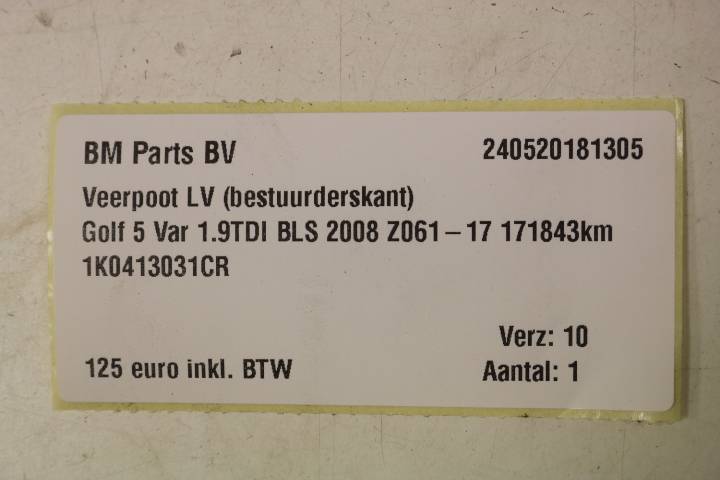 BM Parts BV 240520181305
Veerpoot LV (bestuurderskant)
Golf 5 Var 1.9TDI BLS 2008 Z061-17 171843km
1K0413031CR
Verz: 10
125 euro inkl. BTW Aantal: 1